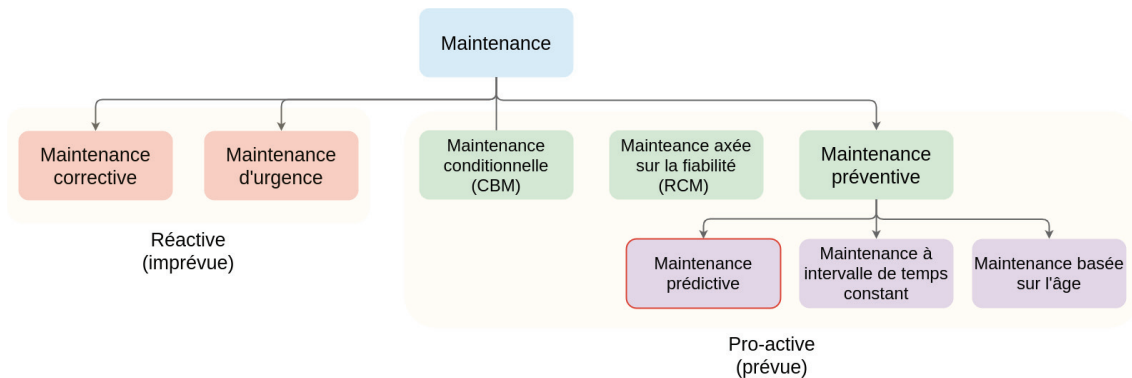 Maintenance
Maintenance
corrective
Maintenance
d'urgence
Maintenance
conditionnelle
(CBM)
Mainteance axée
sur la fiabilité
(RCM)
Maintenance
préventive
Réactive
(imprévue)
Maintenance
prédictive
Maintenance à
intervalle de temps
constant
Maintenance basée
sur l'âge
Pro-active
(prévue)